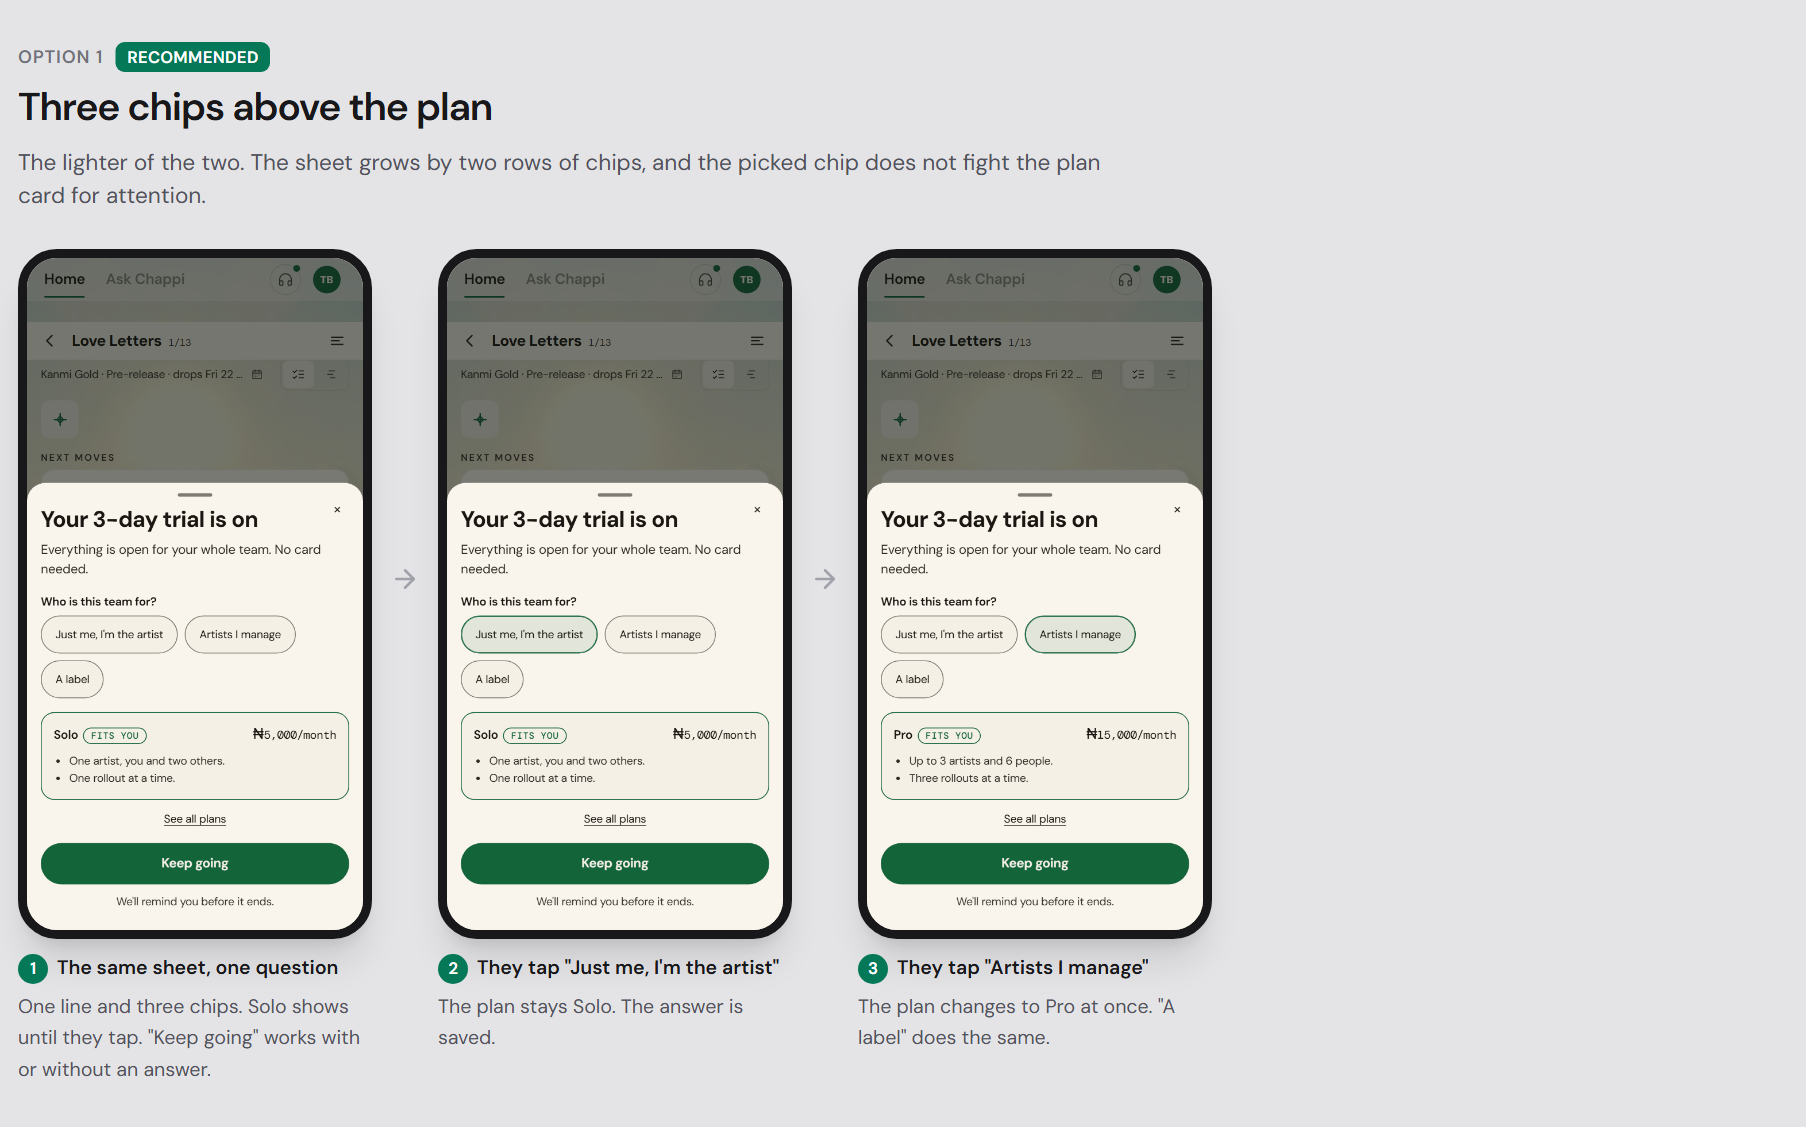 OPTION 1 RECOMMENDED
Three chips above the plan
The lighter of the two. The sheet grows by two rows of chips, and the picked chip does not fight the plan
card for attention.
Home Ask Chappi TB
Love Letters 1/13
Kanmi Gold · Pre-release · drops Fri 22 ...
NEXT MOVES
Your 3-day trial is on ×
Everything is open for your whole team. No card
needed.
Who is this team for?
Just me, I'm the artist Artists I manage
A label
Solo FITS YOU ₦5,000/month
• One artist, you and two others.
• One rollout at a time.
See all plans
Keep going
We'll remind you before it ends.
1 The same sheet, one question
One line and three chips. Solo shows
until they tap. "Keep going" works with
or without an answer.
Home Ask Chappi TB
Love Letters 1/13
Kanmi Gold · Pre-release · drops Fri 22 ...
NEXT MOVES
Your 3-day trial is on ×
Everything is open for your whole team. No card
needed.
Who is this team for?
Just me, I'm the artist Artists I manage
A label
Solo FITS YOU ₦5,000/month
• One artist, you and two others.
• One rollout at a time.
See all plans
Keep going
We'll remind you before it ends.
2 They tap "Just me, I'm the artist"
The plan stays Solo. The answer is
saved.
Home Ask Chappi TB
Love Letters 1/13
Kanmi Gold · Pre-release · drops Fri 22 ...
NEXT MOVES
Your 3-day trial is on ×
Everything is open for your whole team. No card
needed.
Who is this team for?
Just me, I'm the artist Artists I manage
A label
Pro FITS YOU ₦15,000/month
• Up to 3 artists and 6 people.
• Three rollouts at a time.
See all plans
Keep going
We'll remind you before it ends.
3 They tap "Artists I manage"
The plan changes to Pro at once. "A
label" does the same.